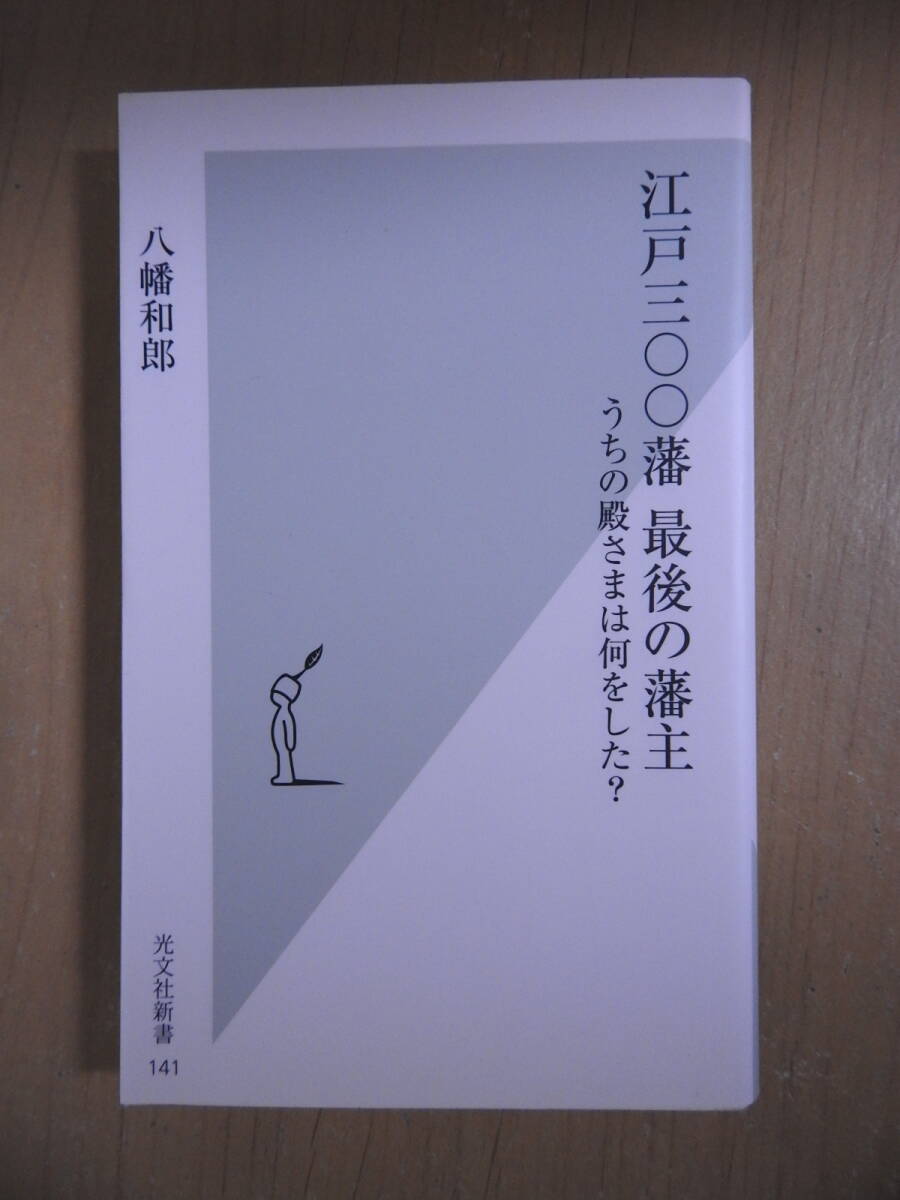 江戸三〇〇藩 最後の藩主
うちの殿さまは何をした?
八幡和郎
光文社新書
141